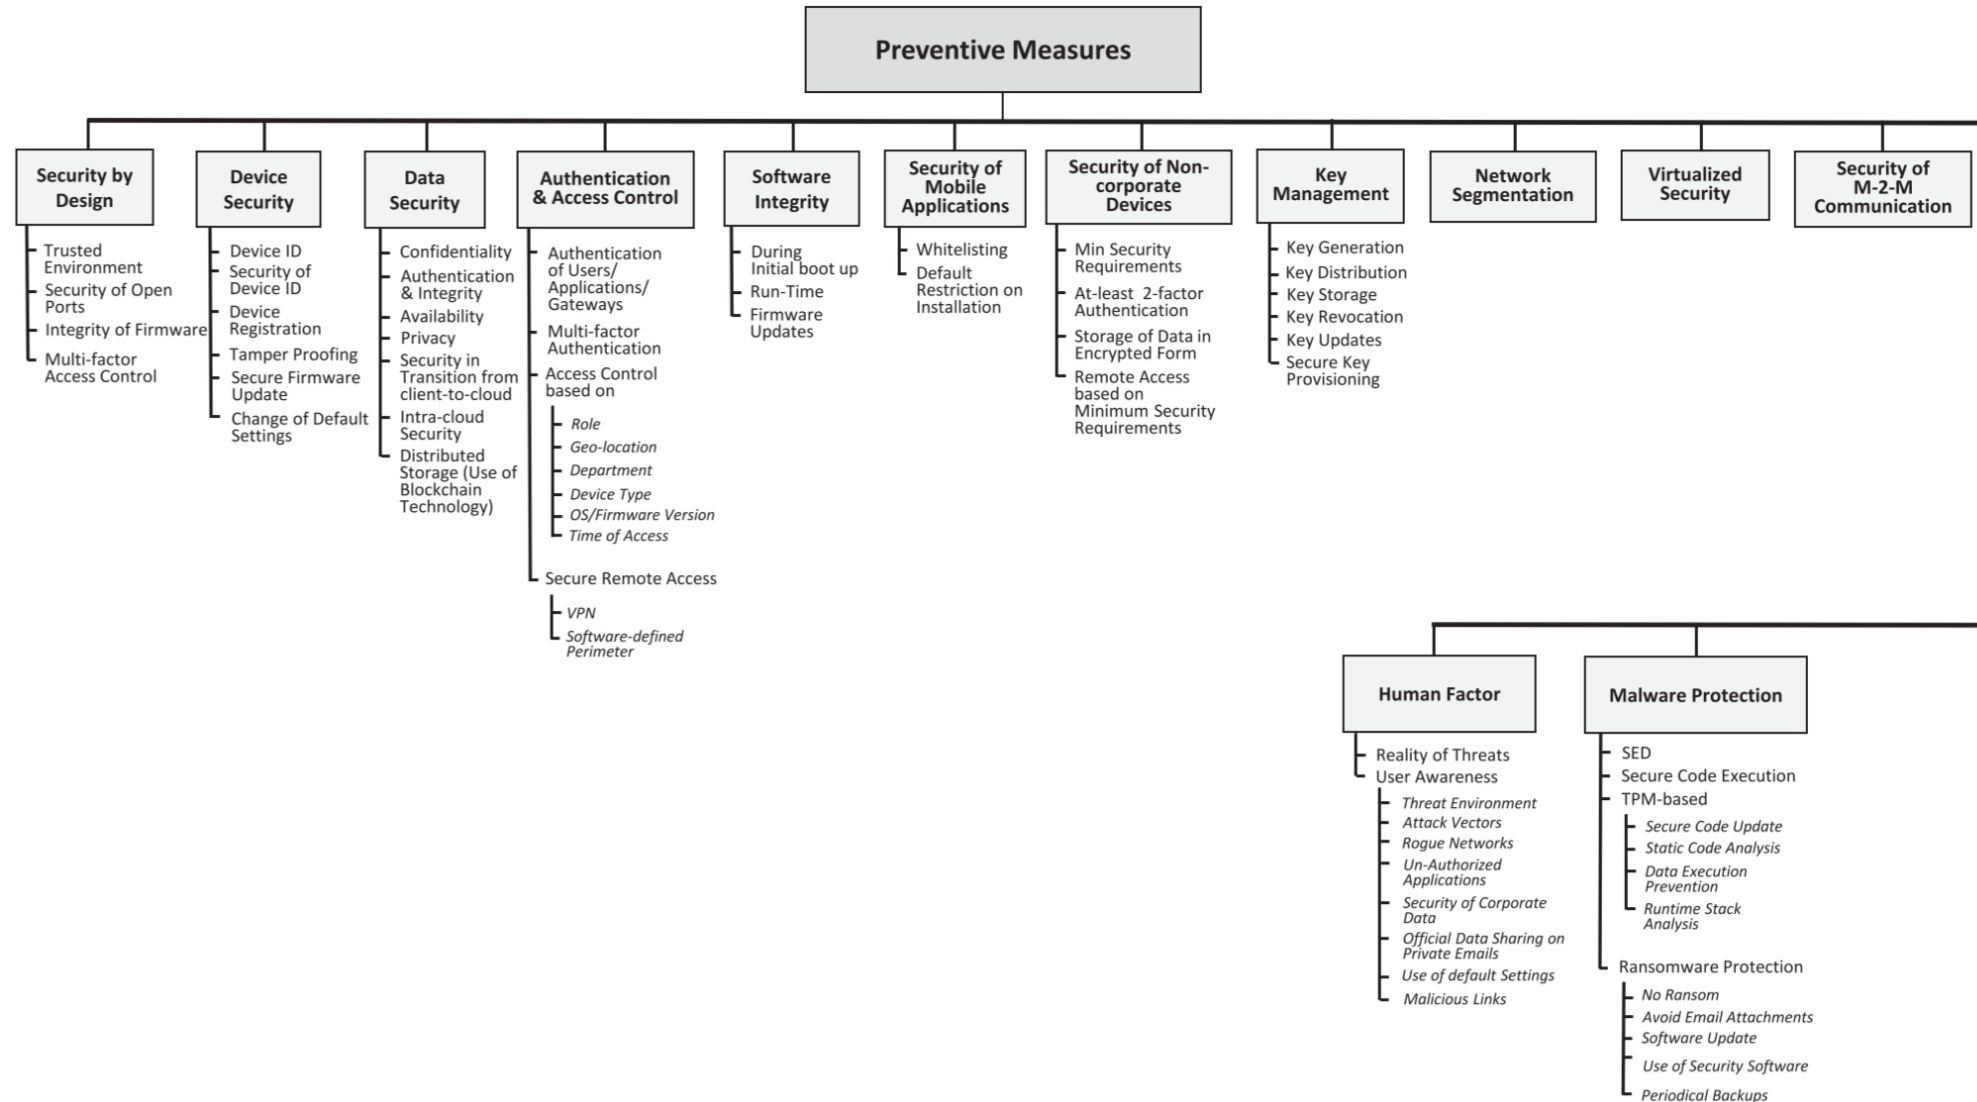 Preventive Measures
Security by
Design
Trusted
Environment
Security of Open
Ports
Integrity of Firmware
Multi-factor
Access Control
Device
Security
Device ID
Security of
Device ID
Device
Registration
Tamper Proofing
Secure Firmware
Update
Change of Default
Settings
Data
Security
Confidentiality
Authentication
& Integrity
Availability
Privacy
Security in
Transition from
client-to-cloud
Intra-cloud
Security
Distributed
Storage (Use of
Blockchain
Technology)
Authentication
& Access Control
Authentication
of Users/
Applications/
Gateways
Multi-factor
Authentication
Access Control
based on
Role
Geo-location
Department
Device Type
OS/Firmware Version
Time of Access
Secure Remote Access
VPN
Software-defined
Perimeter
Software
Integrity
During
Initial boot up
Run-Time
Firmware
Updates
Security of
Mobile
Applications
Whitelisting
Default
Restriction on
Installation
Security of Non-
corporate
Devices
Min Security
Requirements
At-least 2-factor
Authentication
Storage of Data in
Encrypted Form
Remote Access
based on
Minimum Security
Requirements
Key
Management
Key Generation
Key Distribution
Key Storage
Key Revocation
Key Updates
Secure Key
Provisioning
Network
Segmentation
Virtualized
Security
Security of
M-2-M
Communication
Human Factor
Reality of Threats
User Awareness
Threat Environment
Attack Vectors
Rogue Networks
Un-Authorized
Applications
Security of Corporate
Data
Official Data Sharing on
Private Emails
Use of default Settings
Malicious Links
Malware Protection
SED
Secure Code Execution
TPM-based
Secure Code Update
Static Code Analysis
Data Execution
Prevention
Runtime Stack
Analysis
Ransomware Protection
No Ransom
Avoid Email Attachments
Software Update
Use of Security Software
Periodical Backups